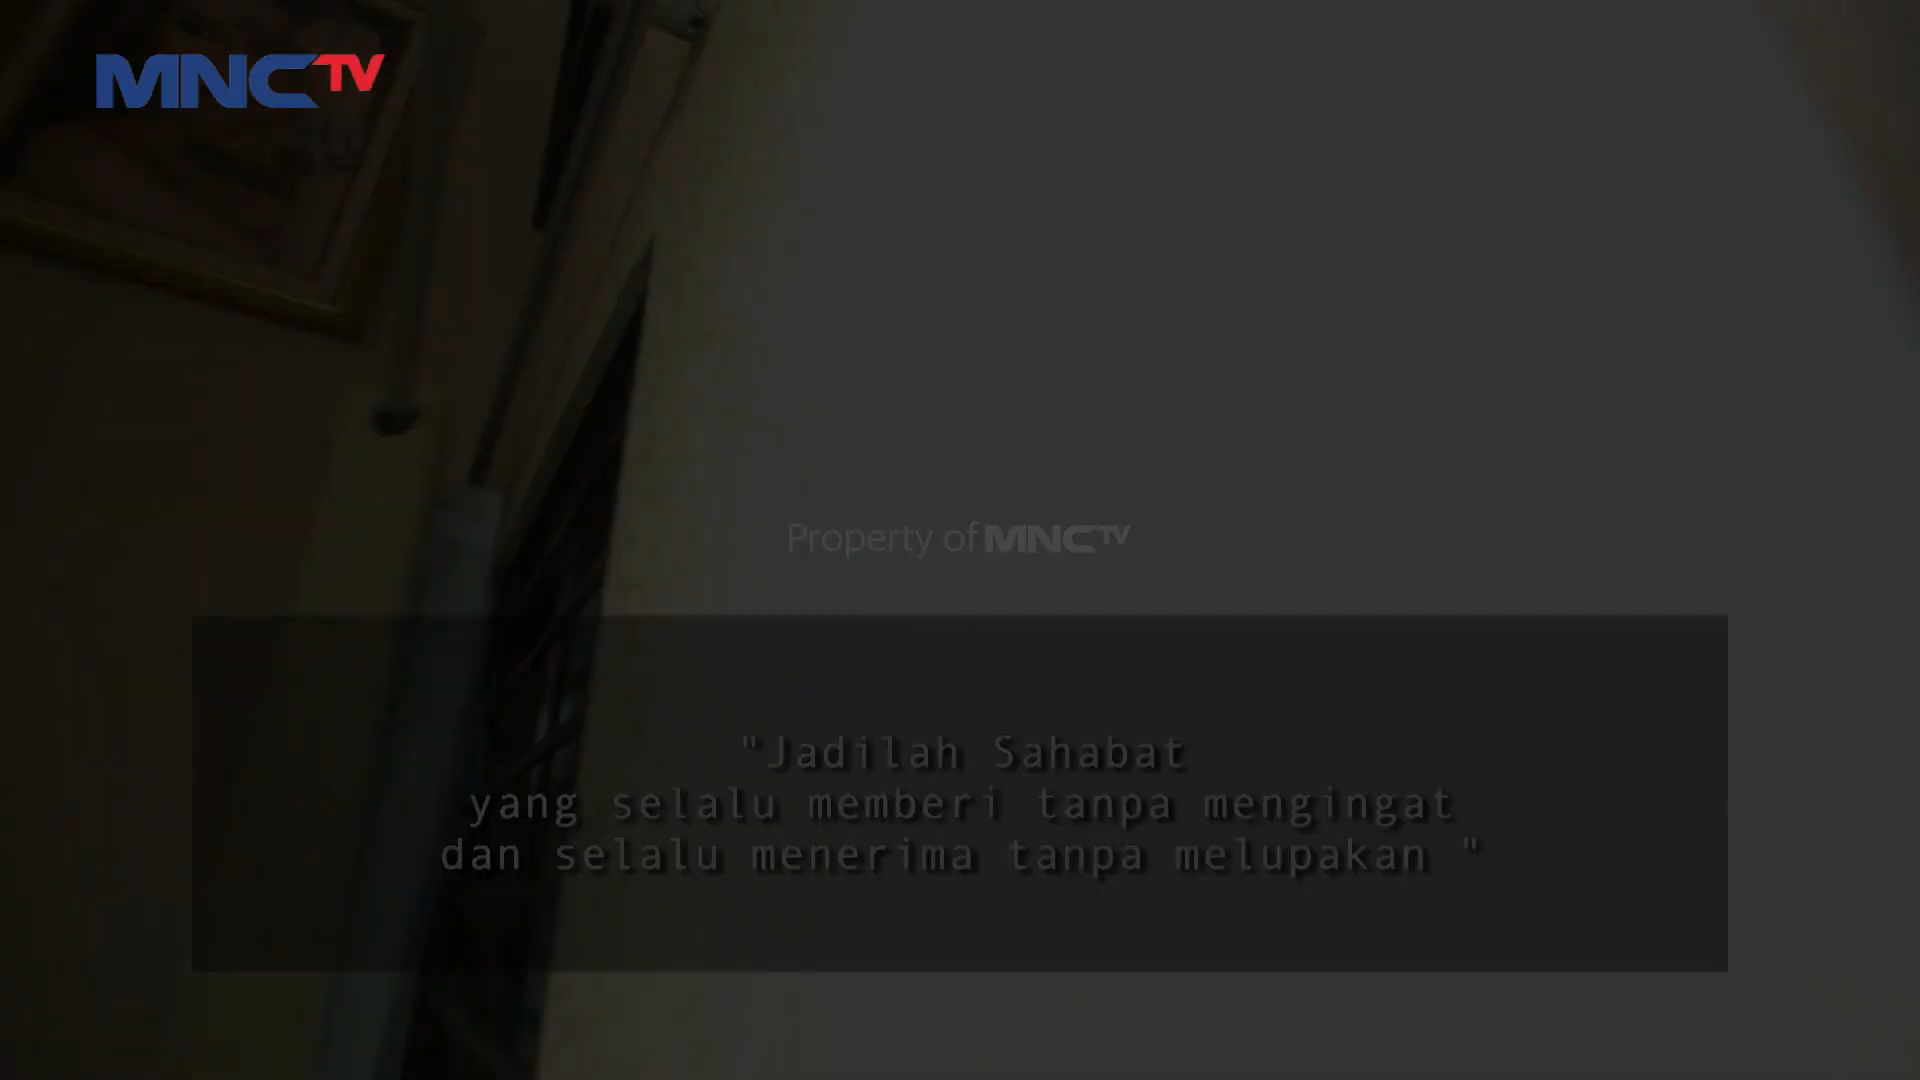 MNCTV
Property of MNCTV
"Jadilah Sahabat
yang selalu memberi tanpa mengingat
dan selalu menerima tanpa melupakan "